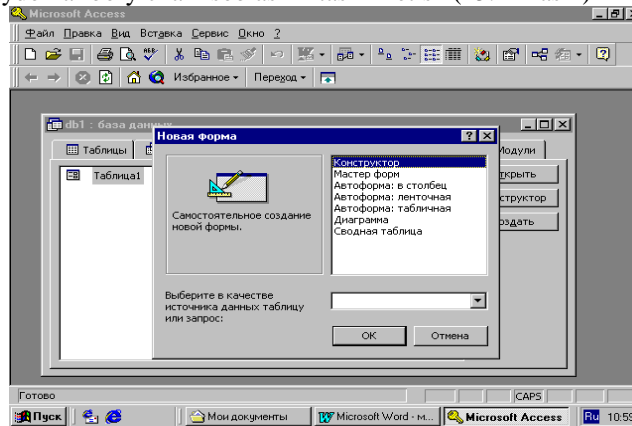 Microsoft Access
Файл Правка Вид Вставка Сервис Окно ?
Избранное Переход
db1 : база данных
Таблицы
Модули
Таблица1
Новая форма
Самостоятельное создание
новой формы.
Конструктор
Мастер форм
Автоформа: в столбец
Автоформа: ленточная
Автоформа: табличная
Диаграмма
Сводная таблица
Выберите в качестве
источника данных таблицу
или запрос:
OK Отмена
ткрыть
структор
оздать
Готово
CAPS
Пуск
Мои документы
Microsoft Word - м...
Microsoft Access
Ru
10:59